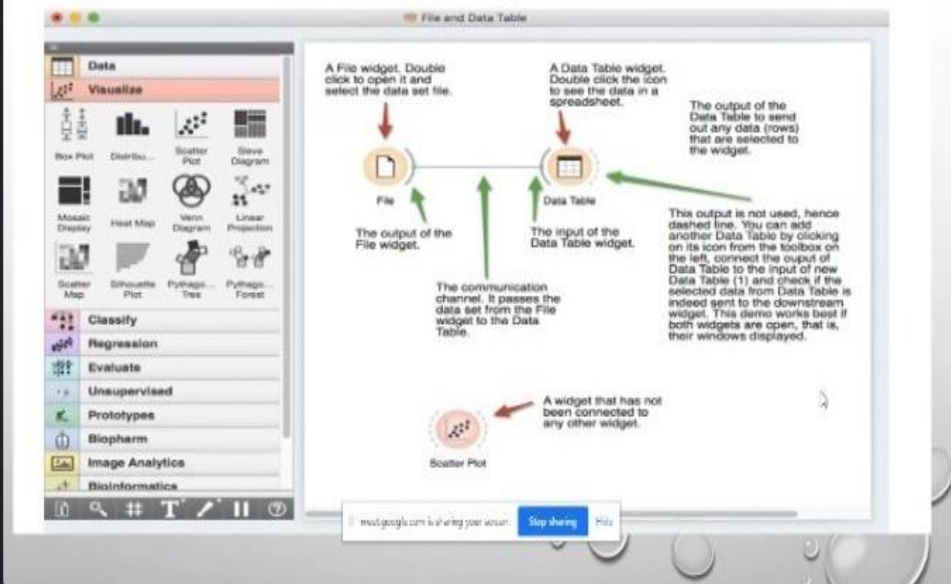 File and Data Table
Data
Visualize
Box Plot
Distribu...
Scatter
Plot
Sieve
Diagram
Mosaic
Display
Heat Map
Venn
Diagram
Linear
Projection
Scatter
Map
Silhouette
Plot
Pythago...
Tree
Pythago...
Forest
Classify
Regression
Evaluate
Unsupervised
Prototypes
Biopharm
Image Analytics
Bioinformatics
A File widget. Double
click to open it and
select the data set file.
A Data Table widget.
Double click the icon
to see the data in a
spreadsheet.
The output of the
Data Table to send
out any data (rows)
that are selected to
the widget.
File
Data Table
The output of the
File widget.
The input of the
Data Table widget.
The communication
channel. It passes the
data set from the File
widget to the Data
Table.
This output is not used, hence
dashed line. You can add
another Data Table by clicking
on its icon from the toolbox on
the left, connect the ouput of
Data Table to the input of new
Data Table (1) and check if the
selected data from Data Table is
indeed sent to the downstream
widget. This demo works best if
both widgets are open, that is,
their windows displayed.
A widget that has not
been connected to
any other widget.
Scatter Plot
meet.google.com is sharing your screen.
Stop sharing
Hide